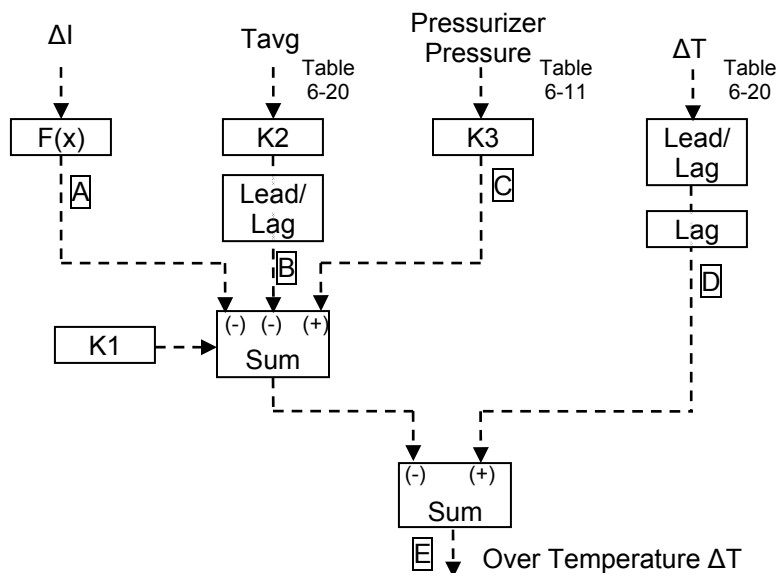 ΔI
Tavg
Pressurizer
Pressure
ΔT
Table
6-20
Table
6-11
Table
6-20
F(x)
K2
K3
Lead/
Lag
Lead/
Lag
Lag
A
B
C
D
(-) (-) (+)
Sum
K1
(-) (+)
Sum
E
Over Temperature ΔT